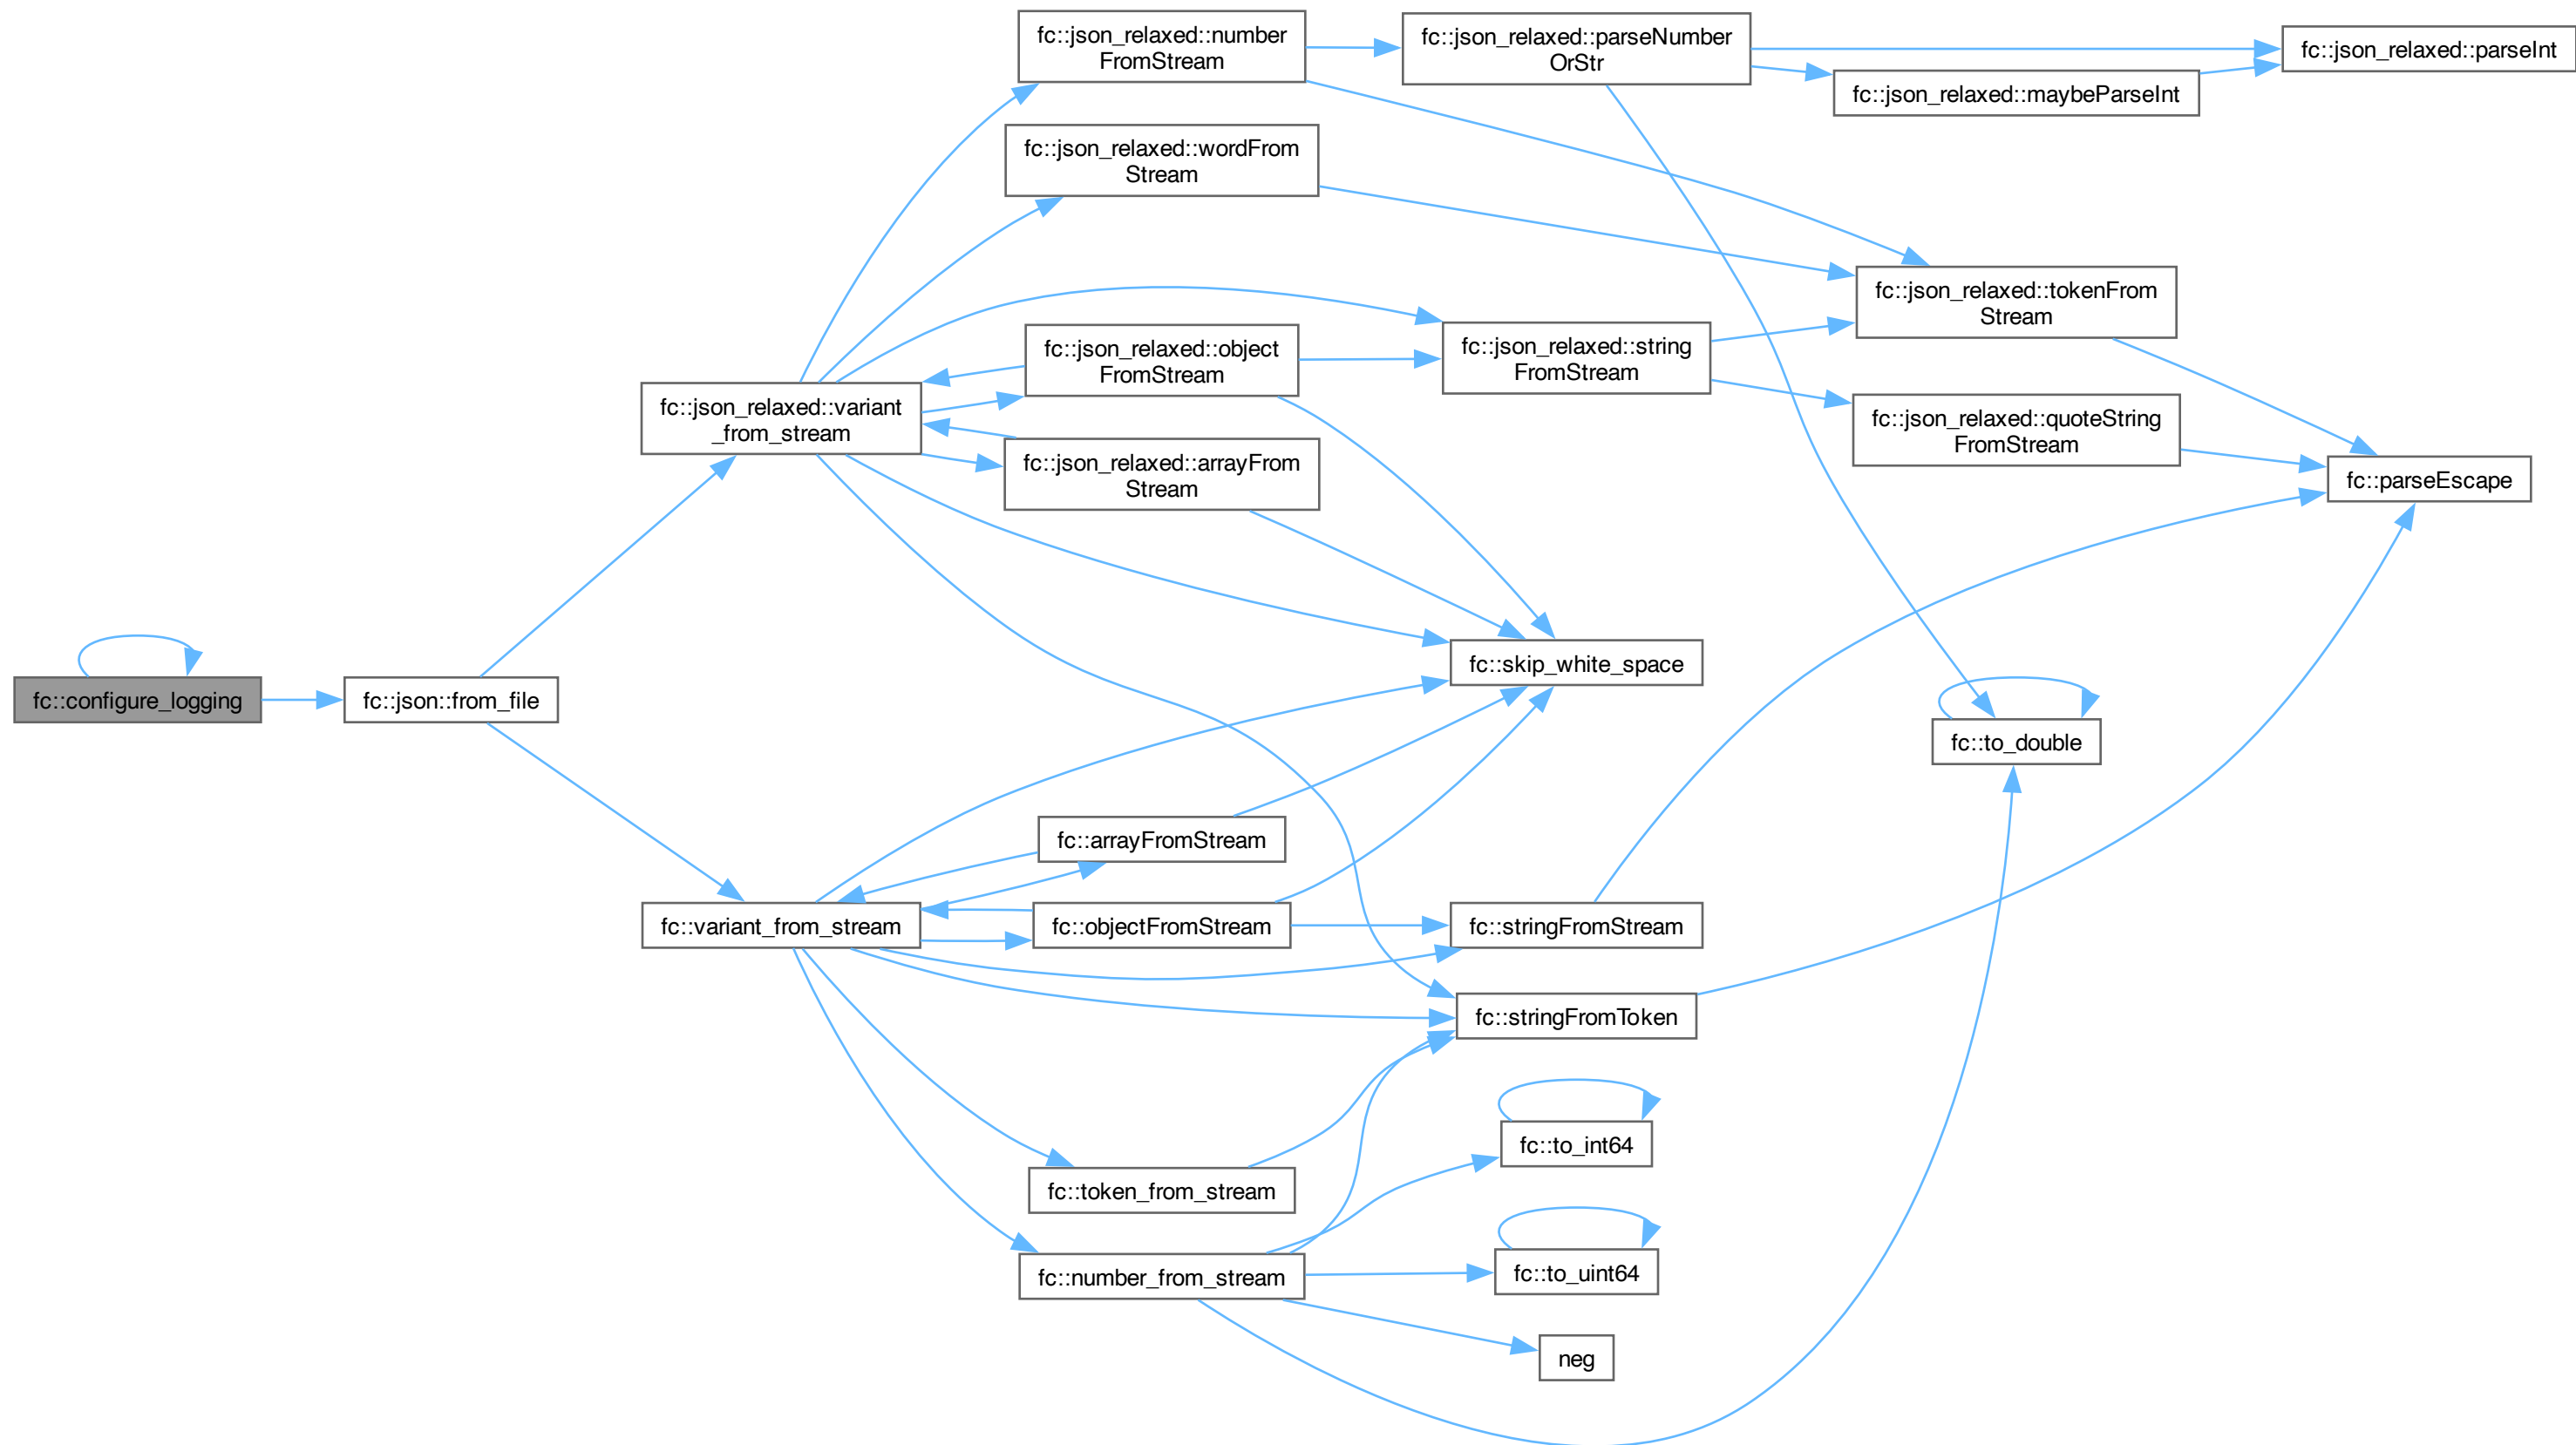 fc::configure_logging
fc::json::from_file
fc::json_relaxed::variant
_from_stream
fc::variant_from_stream
fc::json_relaxed::number
FromStream
fc::json_relaxed::wordFrom
Stream
fc::json_relaxed::object
FromStream
fc::json_relaxed::arrayFrom
Stream
fc::arrayFromStream
fc::objectFromStream
fc::token_from_stream
fc::number_from_stream
fc::json_relaxed::parseNumber
OrStr
fc::json_relaxed::string
FromStream
fc::skip_white_space
fc::stringFromStream
fc::stringFromToken
fc::to_int64
fc::to_uint64
neg
fc::json_relaxed::maybeParseInt
fc::json_relaxed::tokenFrom
Stream
fc::json_relaxed::quoteString
FromStream
fc::to_double
fc::json_relaxed::parseInt
fc::parseEscape